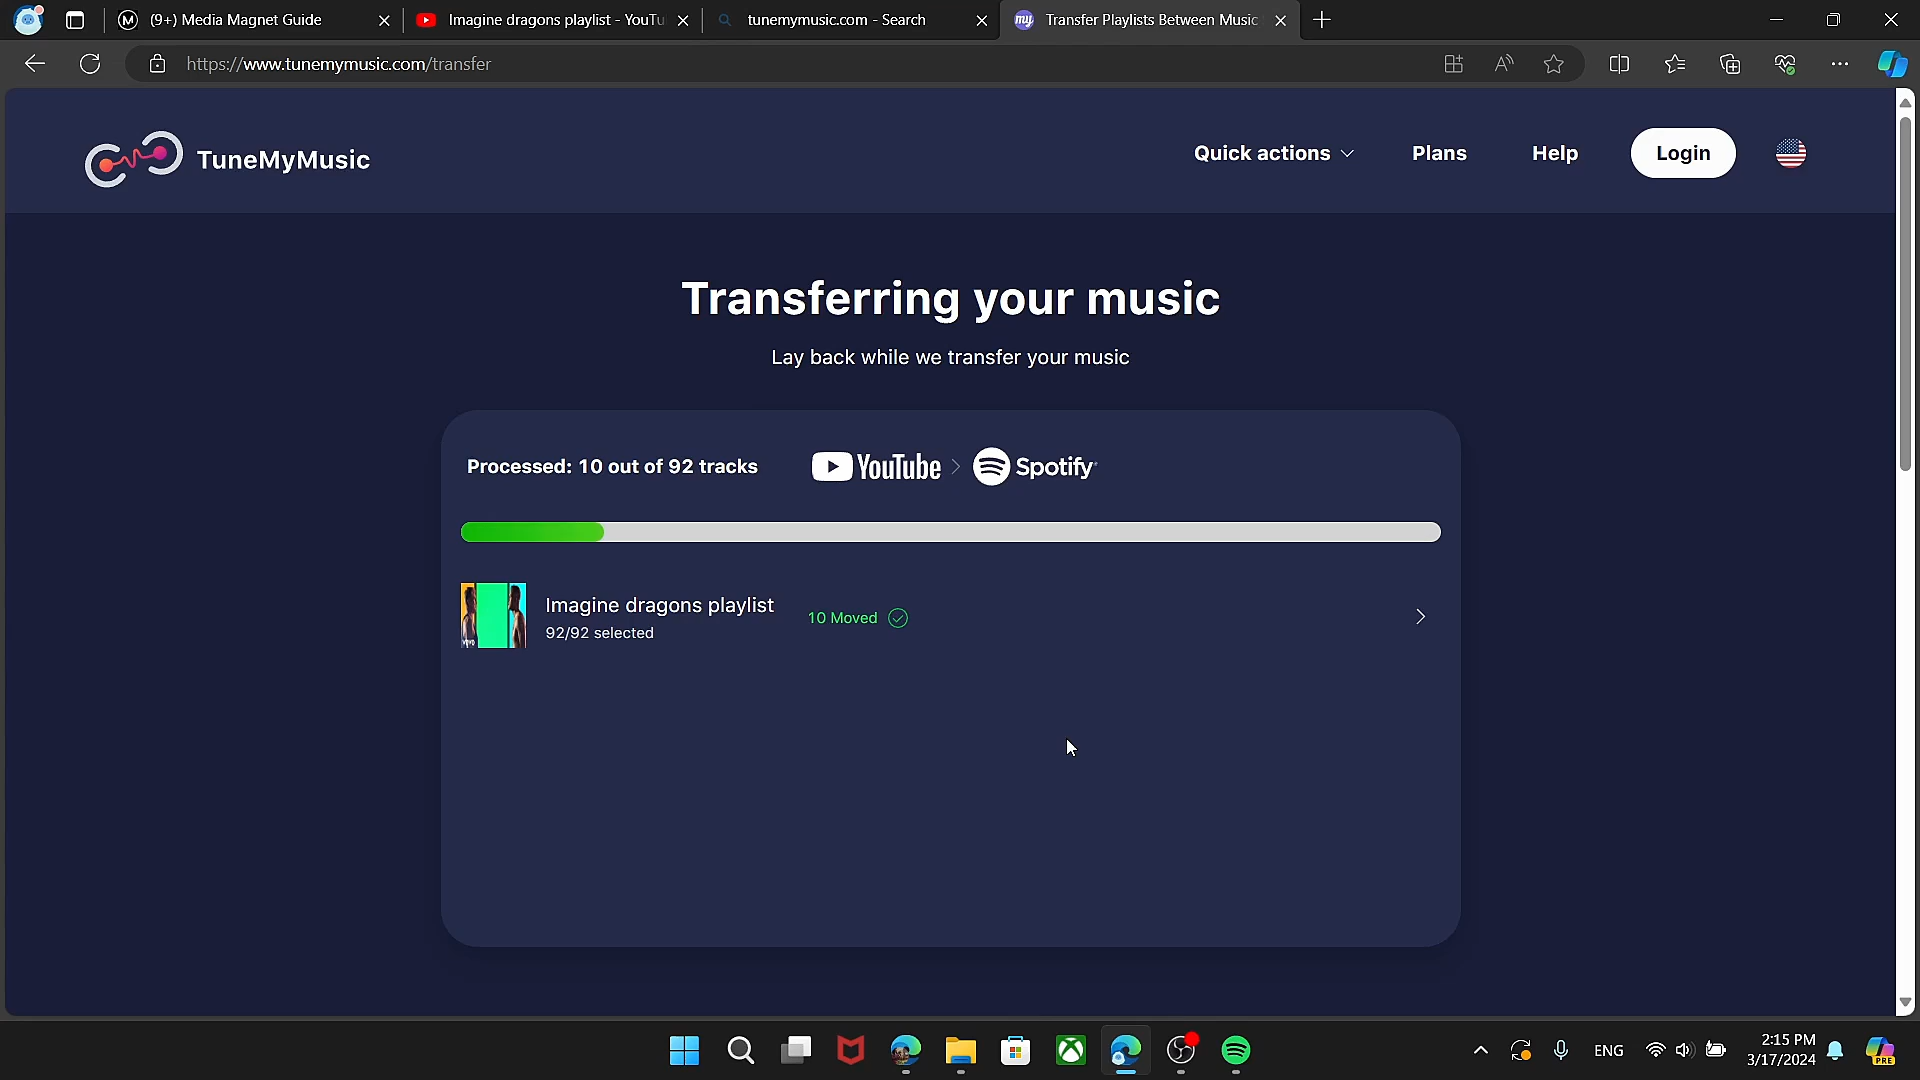 (9+) Media Magnet Guide
Imagine dragons playlist - YouTu
tunemymusic.com - Search
my
Transfer Playlists Between Music
https://www.tunemymusic.com/transfer
TuneMyMusic
Quick actions
Plans
Help
Login
Transferring your music
Lay back while we transfer your music
Processed: 10 out of 92 tracks
YouTube
Spotify
Imagine dragons playlist
10 Moved
92/92 selected
ENG
2:15 PM
3/17/2024
PRE